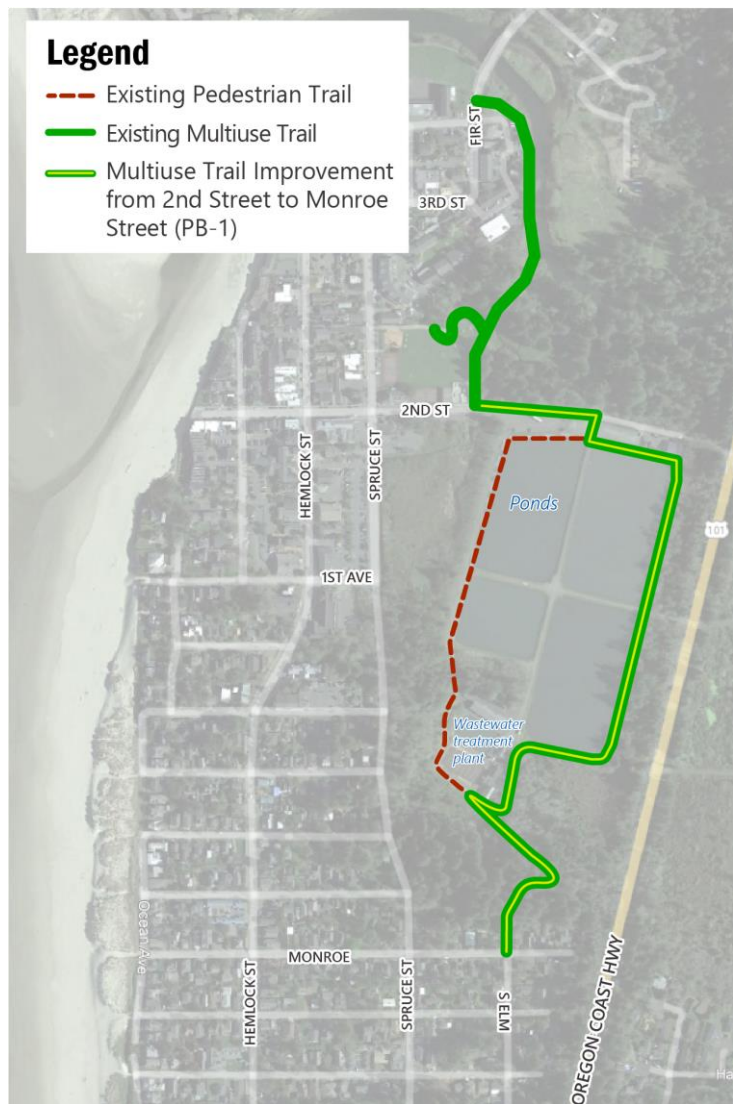 Legend
Existing Pedestrian Trail
Existing Multiuse Trail
Multiuse Trail Improvement
from 2nd Street to Monroe
Street (PB-1)
FIR ST
3RD ST
2ND ST
HEMLOCK ST
SPRUCE ST
Ponds
101
1ST AVE
Wastewater
treatment
plant
Ocean Ave
MONROE
HEMLOCK ST
SPRUCE ST
S ELM
OREGON COAST HWY